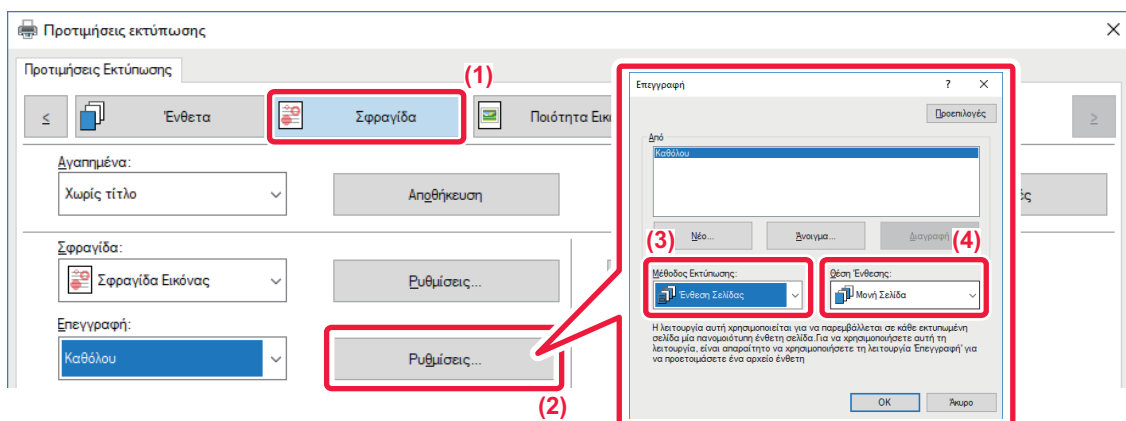 Προτιμήσεις εκτύπωσης
Προτιμήσεις Εκτύπωσης
(1)
Ένθετα
Σφραγίδα
Ποιότητα Εικ
Αγαπημένα:
Χωρίς τίτλο
Αποθήκευση
ές
Σφραγίδα:
Σφραγίδα Εικόνας
Ρυθμίσεις...
Επεγγραφή:
Καθόλου
Ρυθμίσεις...
(2)
Επεγγραφή
?
Προεπιλογές
Από
Καθόλου
Νέο...
Άνοιγμα...
Διαγραφή
(3)
(4)
Μέθοδος Εκτύπωσης:
Ένθεση Σελίδας
Θέση Ένθεσης:
Μονή Σελίδα
Η λειτουργία αυτή χρησιμοποιείται για να παρεμβάλλεται σε κάθε εκτυπωμένη
σελίδα μία πανομοιότυπη ένθετη σελίδα.Για να χρησιμοποιήσετε αυτή τη
λειτουργία, είναι απαραίτητο να χρησιμοποιήσετε τη λειτουργία 'Επεγγραφή' για
να προετοιμάσετε ένα αρχείο ένθετη
OK
Άκυρο